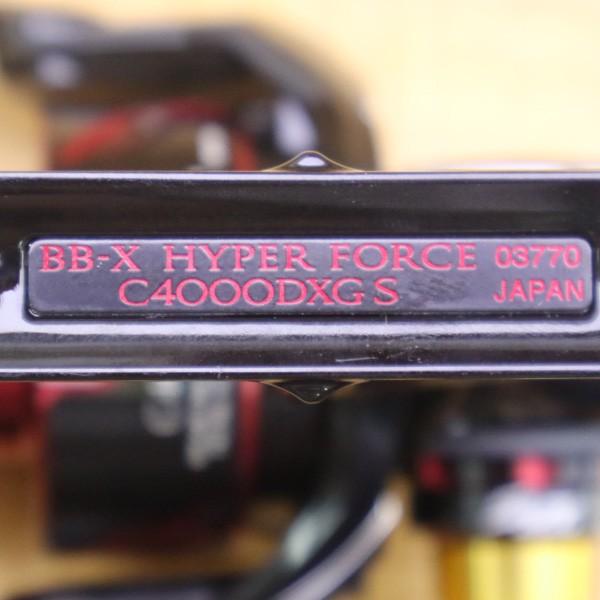 BB-X HYPER FORCE 03770
C4000DXG S JAPAN